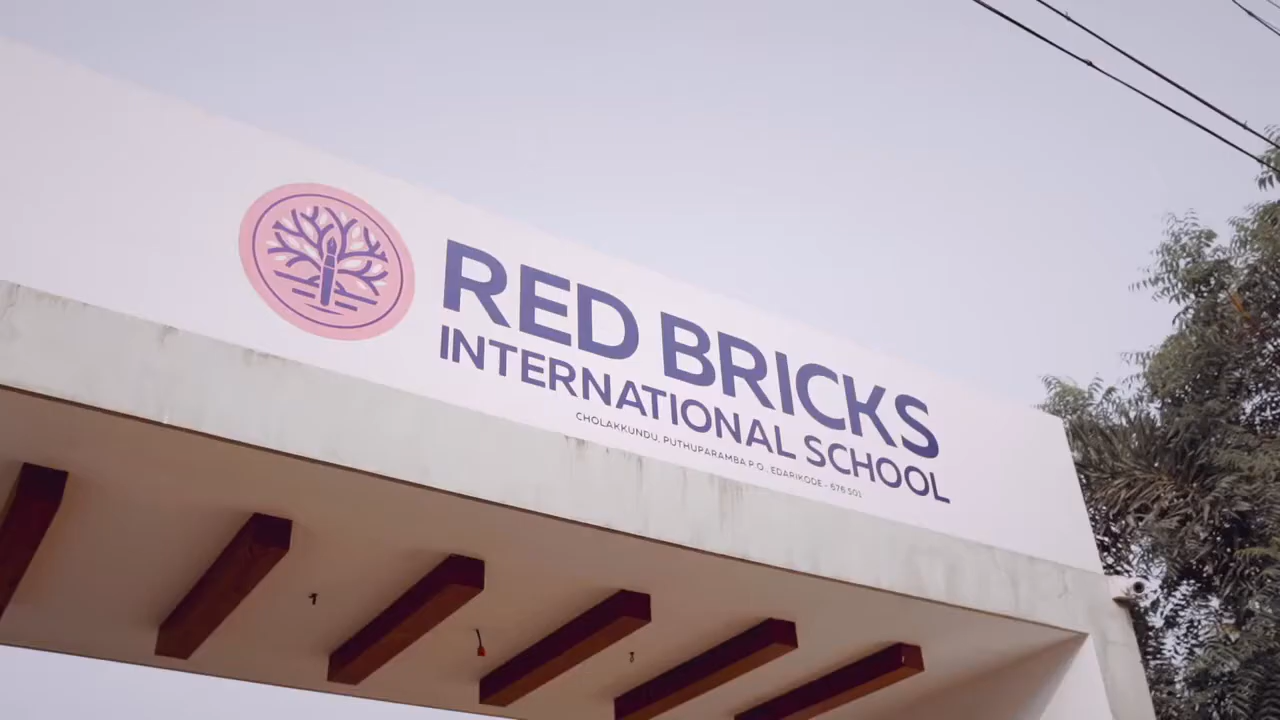 RED BRICKS
INTERNATIONAL SCHOOL
CHOLAKKUNDU, PUTHUPARAMBA P.O., EDARIKODE - 676 501